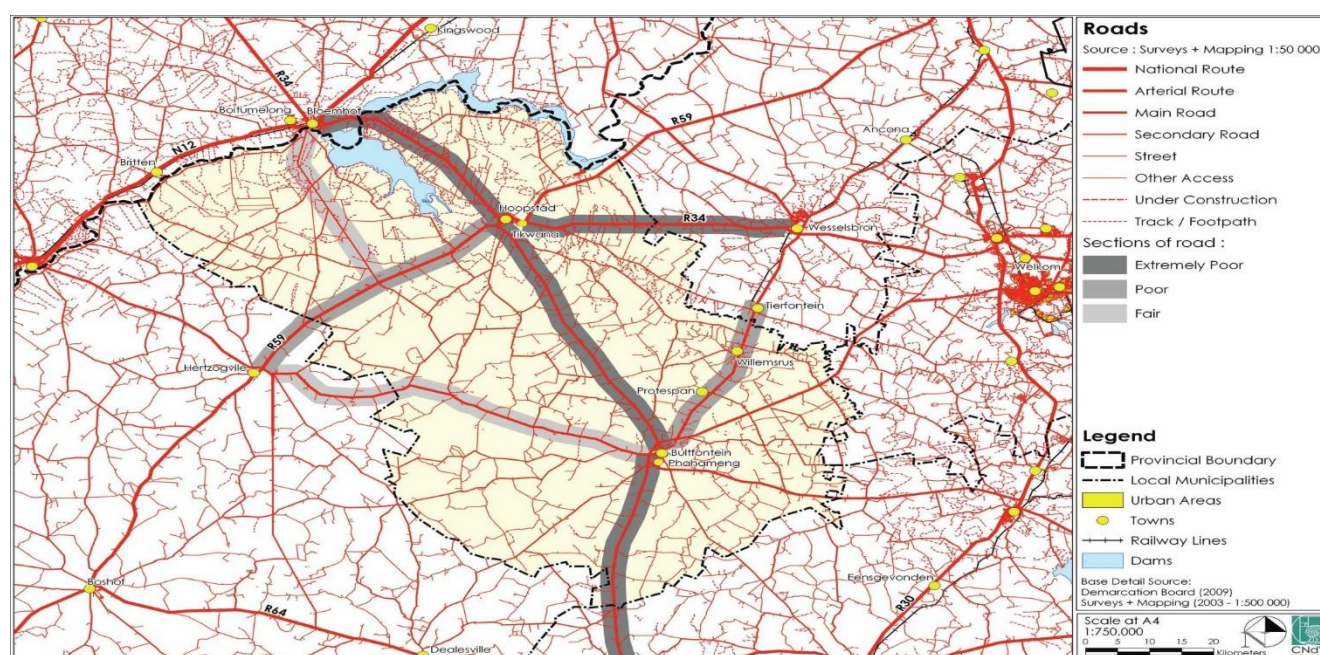 Kingswood
R34
Boitumelong
Bloemhof
R59
Ancona
N12
Britten
Hoopstad
Tikwana
R34
Wesselsbron
Welkom
Tierfontein
R59
Willemsrus
Hertzogvile
Protespan
Bultfontein
Phahameng
Boshof
Eensgevonden
R64
R30
Dealesville
Roads
Source : Surveys + Mapping 1:50 000
National Route
Arterial Route
Main Road
Secondary Road
Street
Other Access
Under Construction
Track / Footpath
Sections of road :
Extremely Poor
Poor
Fair
Legend
Provincial Boundary
Local Municipalities
Urban Areas
Towns
Railway Lines
Dams
Base Detail Source:
Demarcation Board (2009)
Surveys + Mapping (2003 - 1:500 000)
Scale at A4
1:750,000
0 5 10 15 20
Kilometers
CNdV